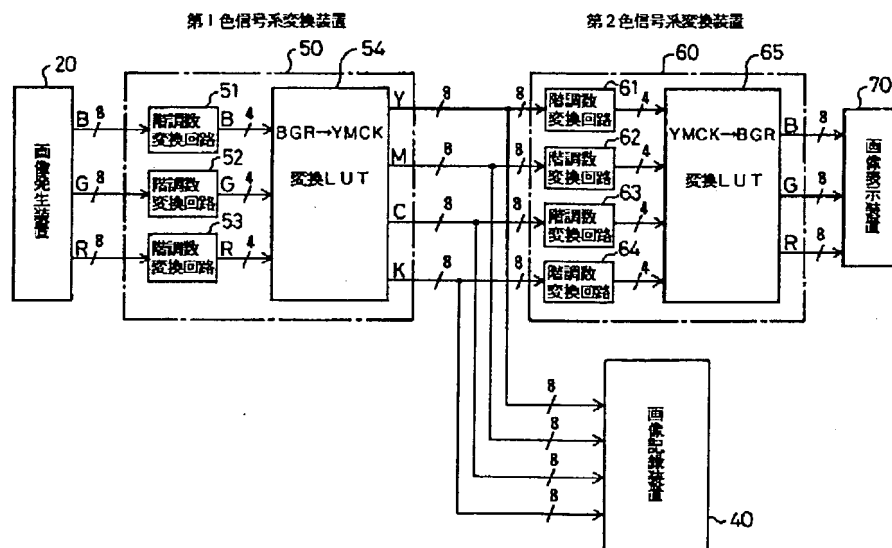 第1色信号系変換装置
第2色信号系変換装置
20
50
54
60
65
70
画像発生装置
B 8
G 8
R 8
51
階調数
変換回路
B 4
52
階調数
変換回路
G 4
53
階調数
変換回路
R 4
BGR→YMCK
変換LUT
Y 8 8
M 8 8
C 8 8
K 8 8
61
階調数
変換回路
4
62
階調数
変換回路
4
63
階調数
変換回路
4
64
階調数
変換回路
4
YMCK→BGR
変換LUT
B 8
G 8
R 8
画像表示装置
8
8
8
8
画像記録装置
40